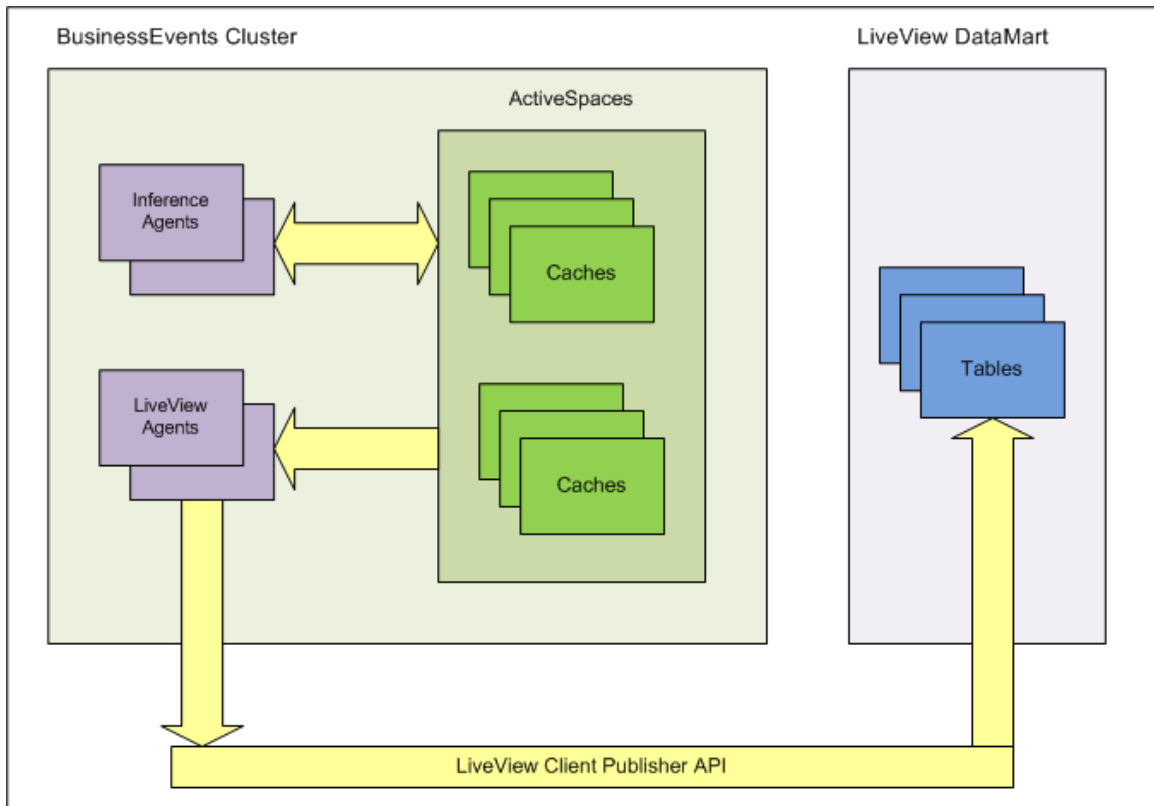 BusinessEvents Cluster
LiveView DataMart
ActiveSpaces
Inference
Agents
Caches
LiveView
Agents
Caches
Tables
LiveView Client Publisher API